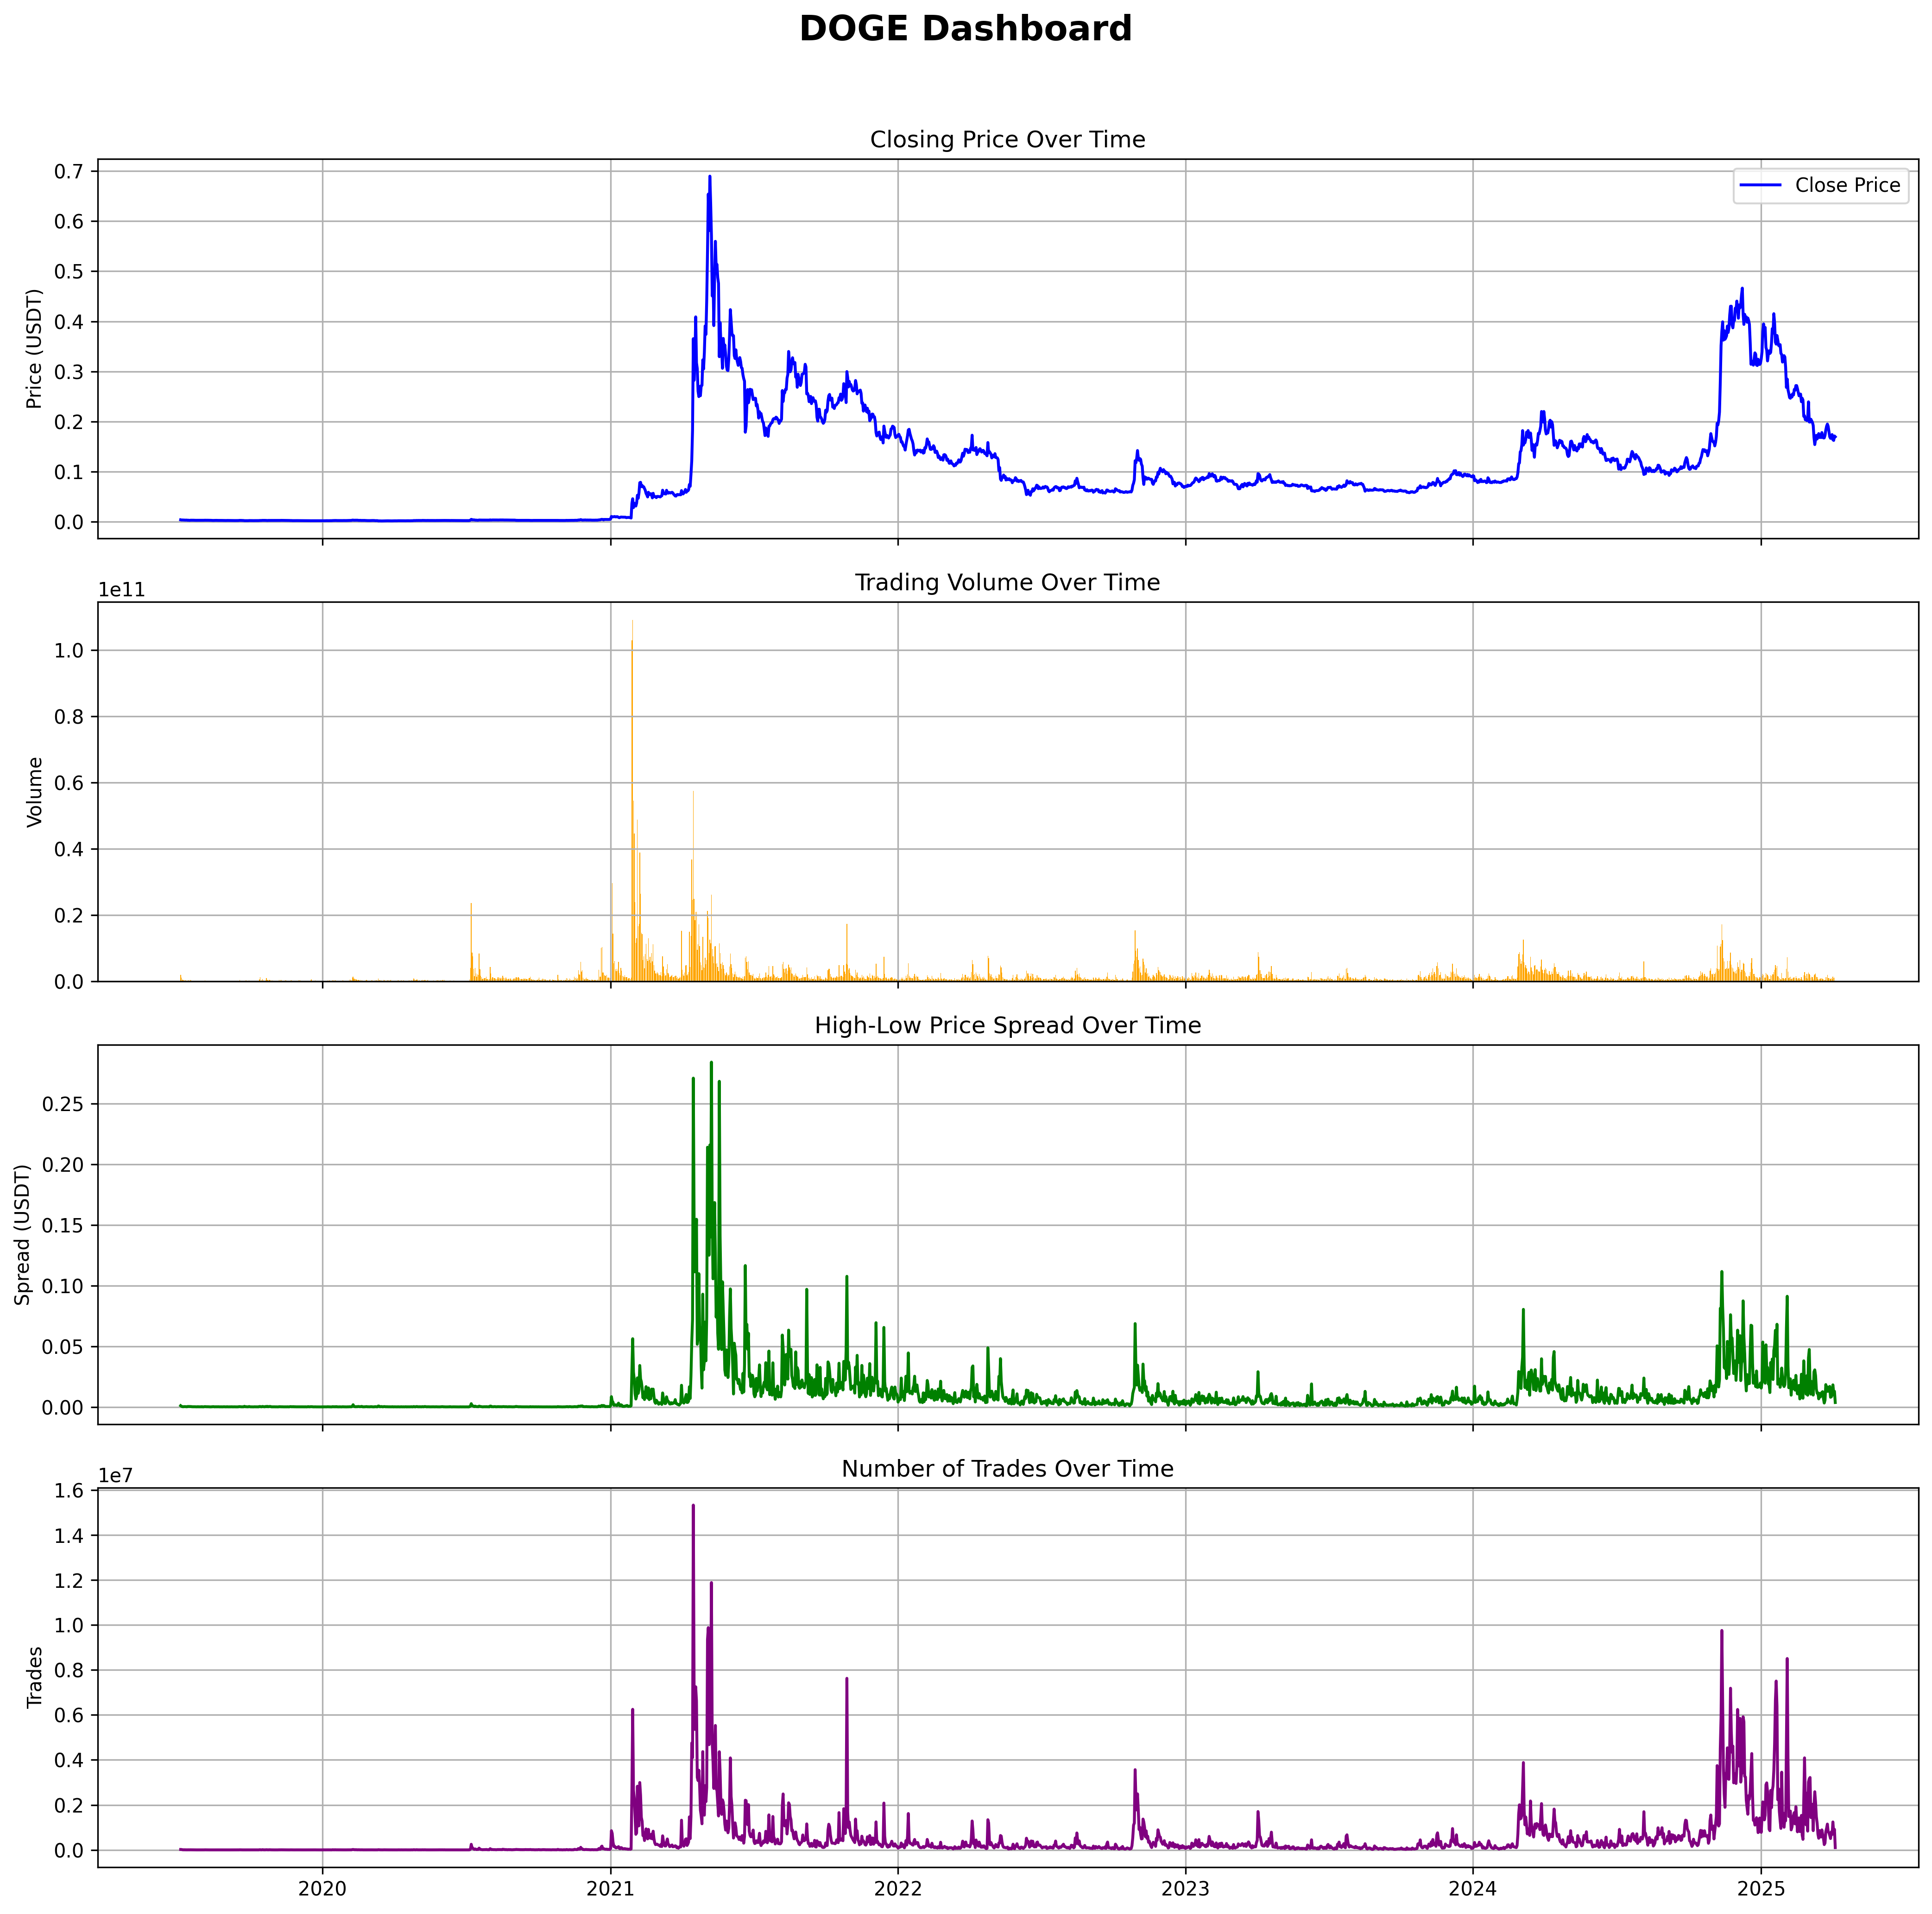 DOGE Dashboard
Closing Price Over Time
Price (USDT)
0.7
0.6
0.5
0.4
0.3
0.2
0.1
0.0
Close Price
Trading Volume Over Time
1e11
Volume
1.0
0.8
0.6
0.4
0.2
0.0
High-Low Price Spread Over Time
Spread (USDT)
0.25
0.20
0.15
0.10
0.05
0.00
Number of Trades Over Time
1e7
Trades
1.6
1.4
1.2
1.0
0.8
0.6
0.4
0.2
0.0
2020 2021 2022 2023 2024 2025